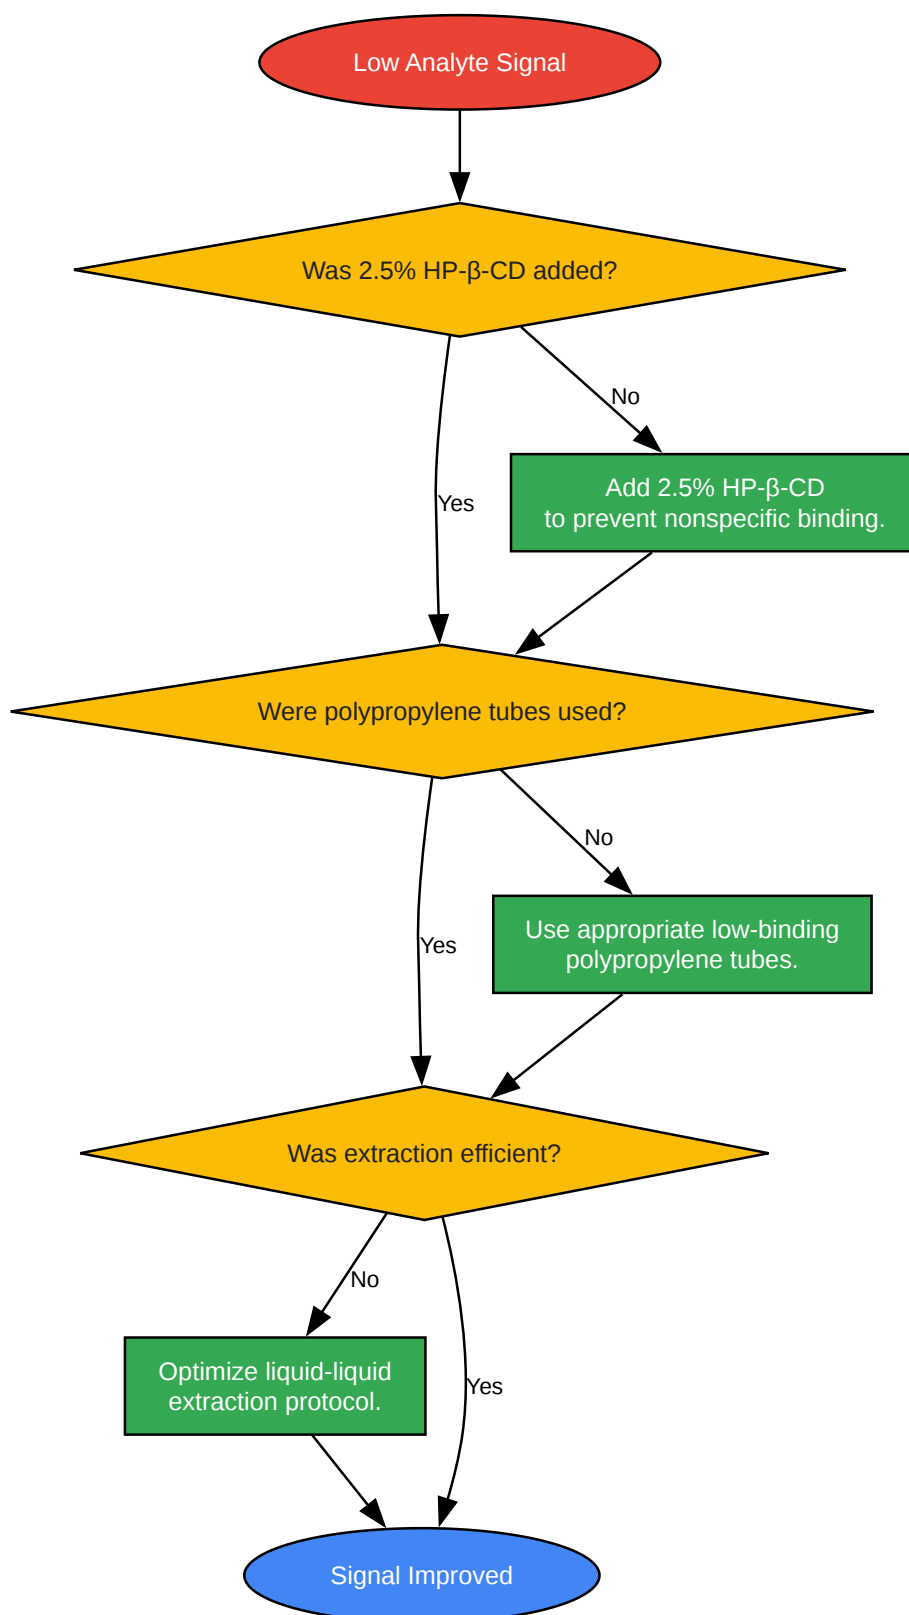 Low Analyte Signal
Was 2.5% HP-β-CD added?
No
Add 2.5% HP-β-CD
to prevent nonspecific binding.
Yes
Were polypropylene tubes used?
No
Use appropriate low-binding
polypropylene tubes.
Yes
Was extraction efficient?
No
Optimize liquid-liquid
extraction protocol.
Yes
Signal Improved